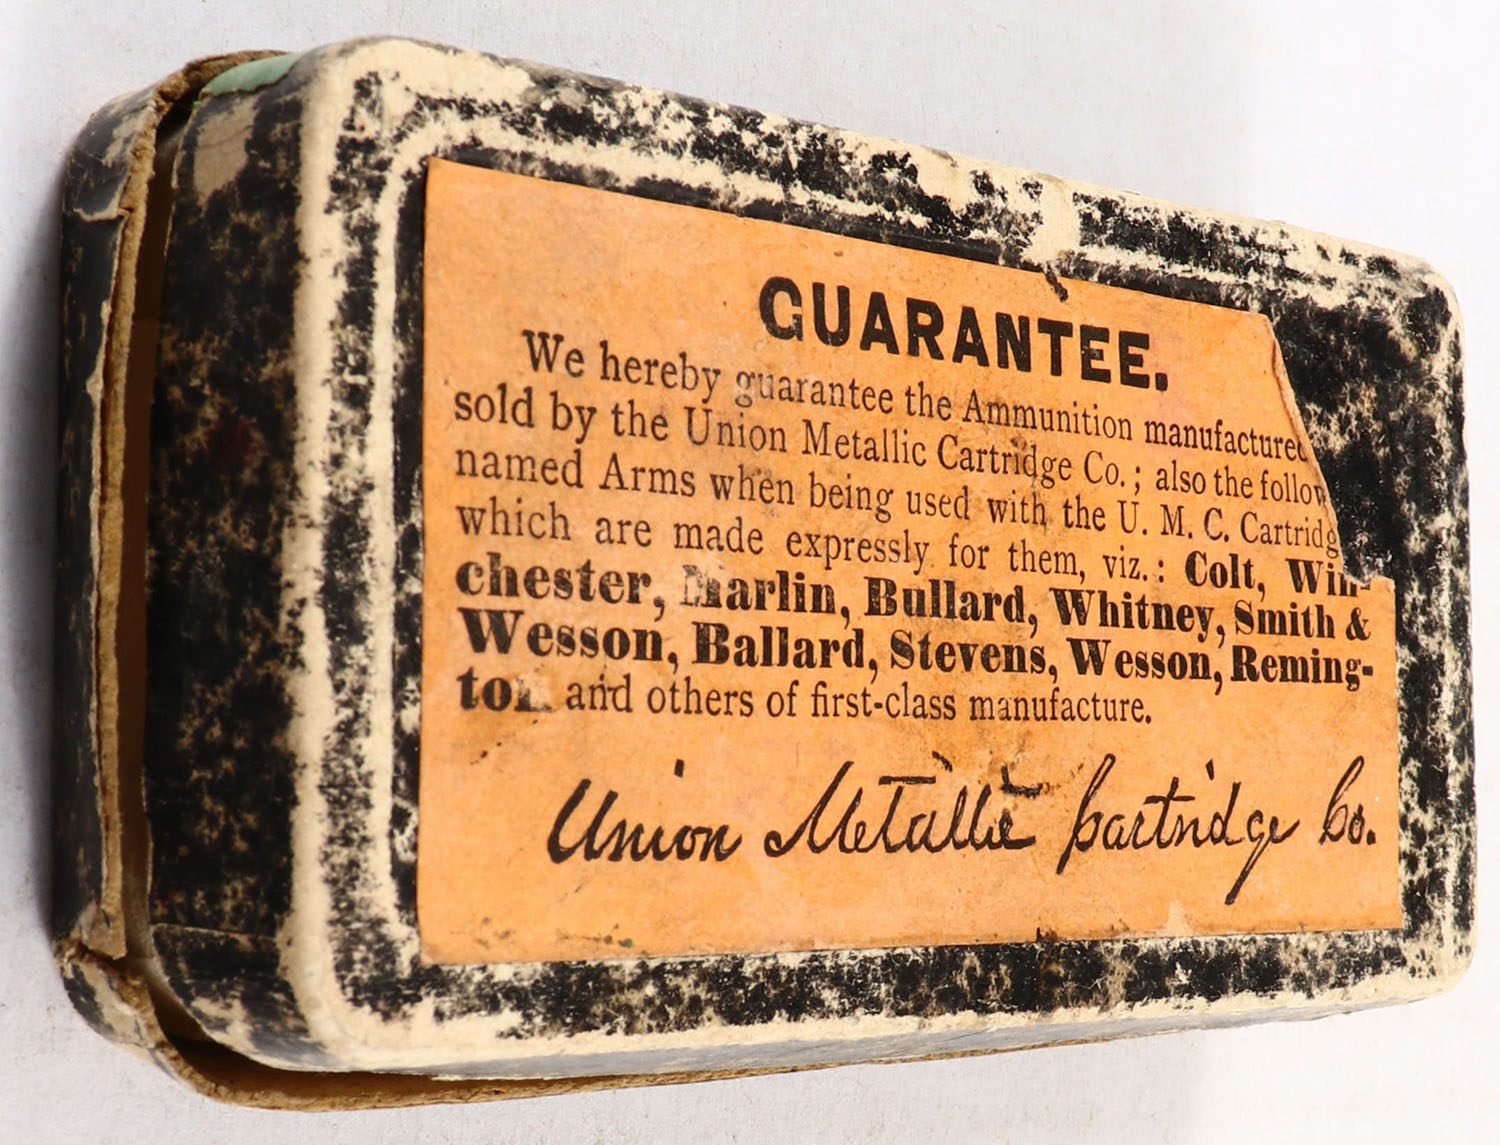 GUARANTEE.
We hereby guarantee the Ammunition manufactured
sold by the Union Metallic Cartridge Co.; also the follow
named Arms when being used with the U. M. C. Cartridg
which are made expressly for them, viz.: Colt, Win-
chester, Marlin, Bullard, Whitney, Smith &
Wesson, Ballard, Stevens, Wesson, Reming-
ton and others of first-class manufacture.
Union Metallic Cartridge Co.